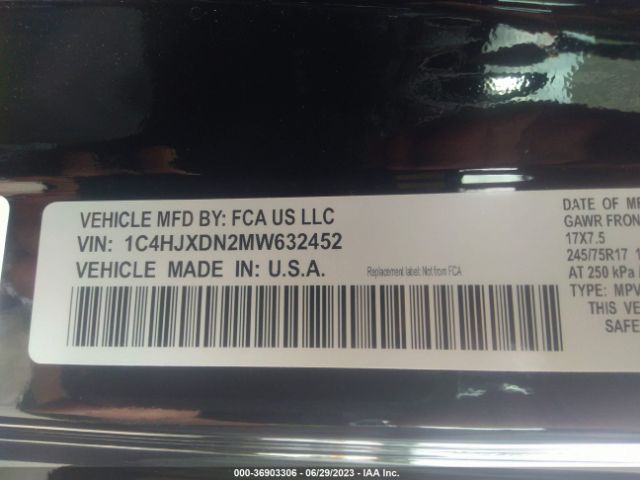 VEHICLE MFD BY: FCA US LLC
VIN: 1C4HJXDN2MW632452
VEHICLE MADE IN: U.S.A.
Replacement label: Not from FCA
DATE OF MF
GAWR FRON
17X7.5
245/75R17 1
AT 250 kPa
TYPE: MPV
THIS VE
SAFE
000-36903306 - 06/29/2023 - IAA Inc.